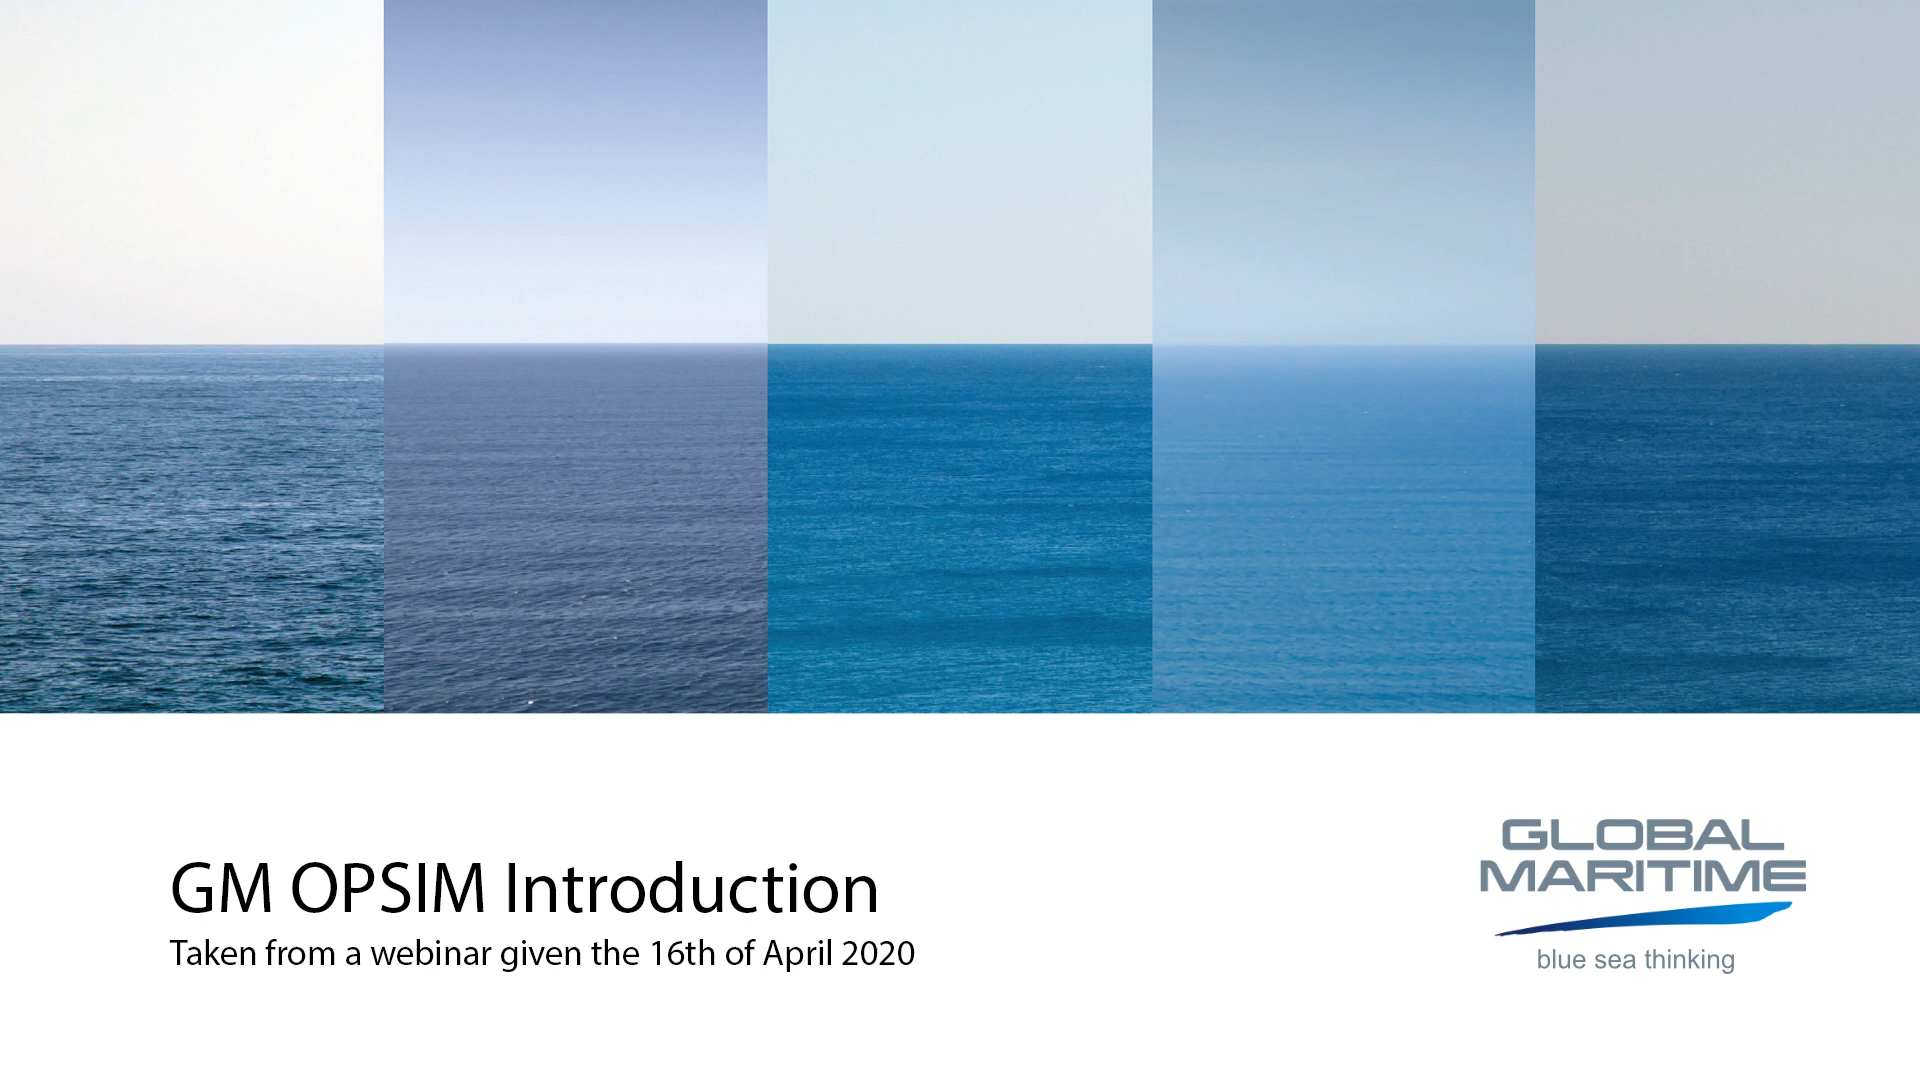 GM OPSIM Introduction
Taken from a webinar given the 16th of April 2020
GLOBAL
MARITIME
blue sea thinking